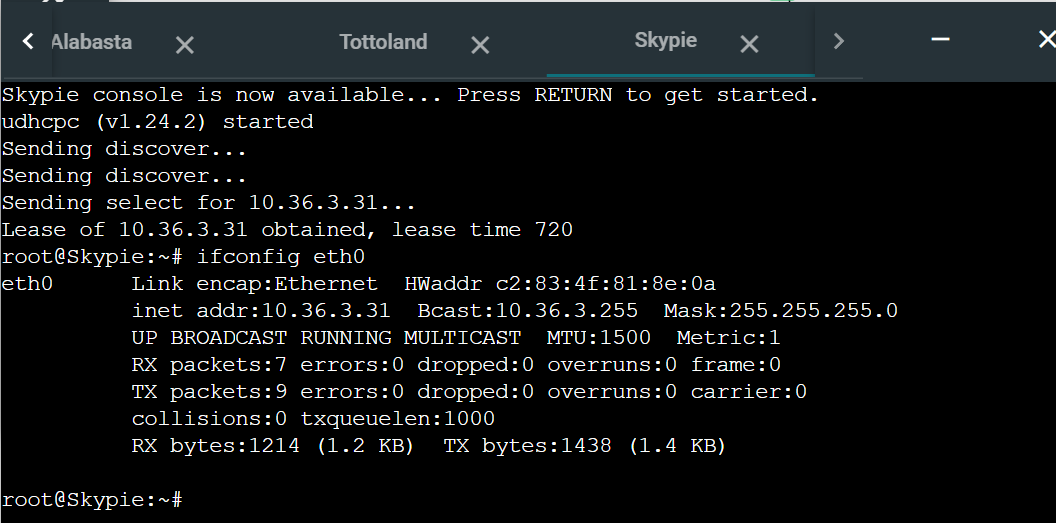 Alabasta Tottoland Skypie
Skypie console is now available... Press RETURN to get started.
udhcpc (v1.24.2) started
Sending discover...
Sending discover...
Sending select for 10.36.3.31...
Lease of 10.36.3.31 obtained, lease time 720
root@Skypie:~# ifconfig eth0
eth0      Link encap:Ethernet  HWaddr c2:83:4f:81:8e:0a
          inet addr:10.36.3.31  Bcast:10.36.3.255  Mask:255.255.255.0
          UP BROADCAST RUNNING MULTICAST  MTU:1500  Metric:1
          RX packets:7 errors:0 dropped:0 overruns:0 frame:0
          TX packets:9 errors:0 dropped:0 overruns:0 carrier:0
          collisions:0 txqueuelen:1000
          RX bytes:1214 (1.2 KB)  TX bytes:1438 (1.4 KB)
root@Skypie:~#